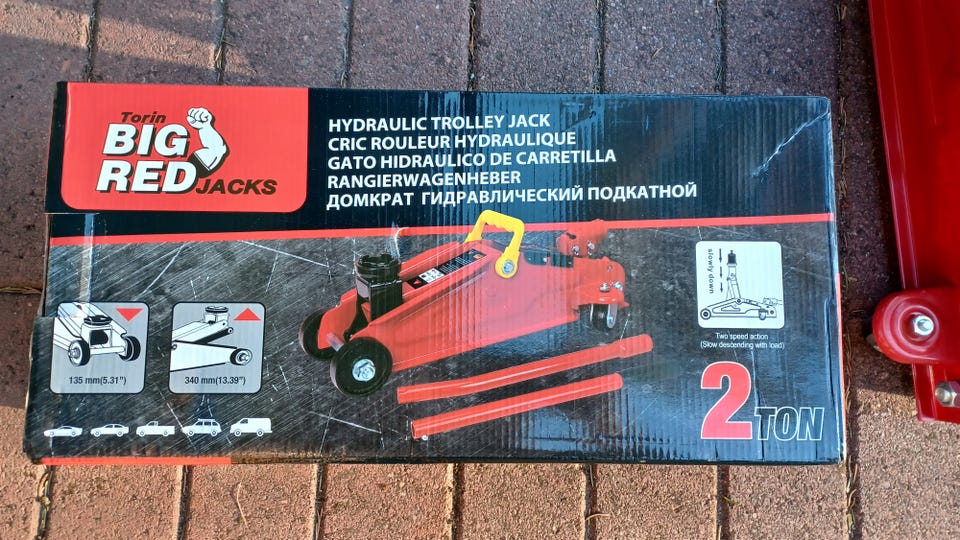 Torin
BIG
RED JACKS
HYDRAULIC TROLLEY JACK
CRIC ROULEUR HYDRAULIQUE
GATO HIDRAULICO DE CARRETILLA
RANGIERWAGENHEBER
ДОМКРАТ ГИДРАВЛИЧЕСКИЙ ПОДКАТНОЙ
slowly down
Two speed action
(Slow descending with load)
135 mm(5.31")
340 mm(13.39")
2 TON